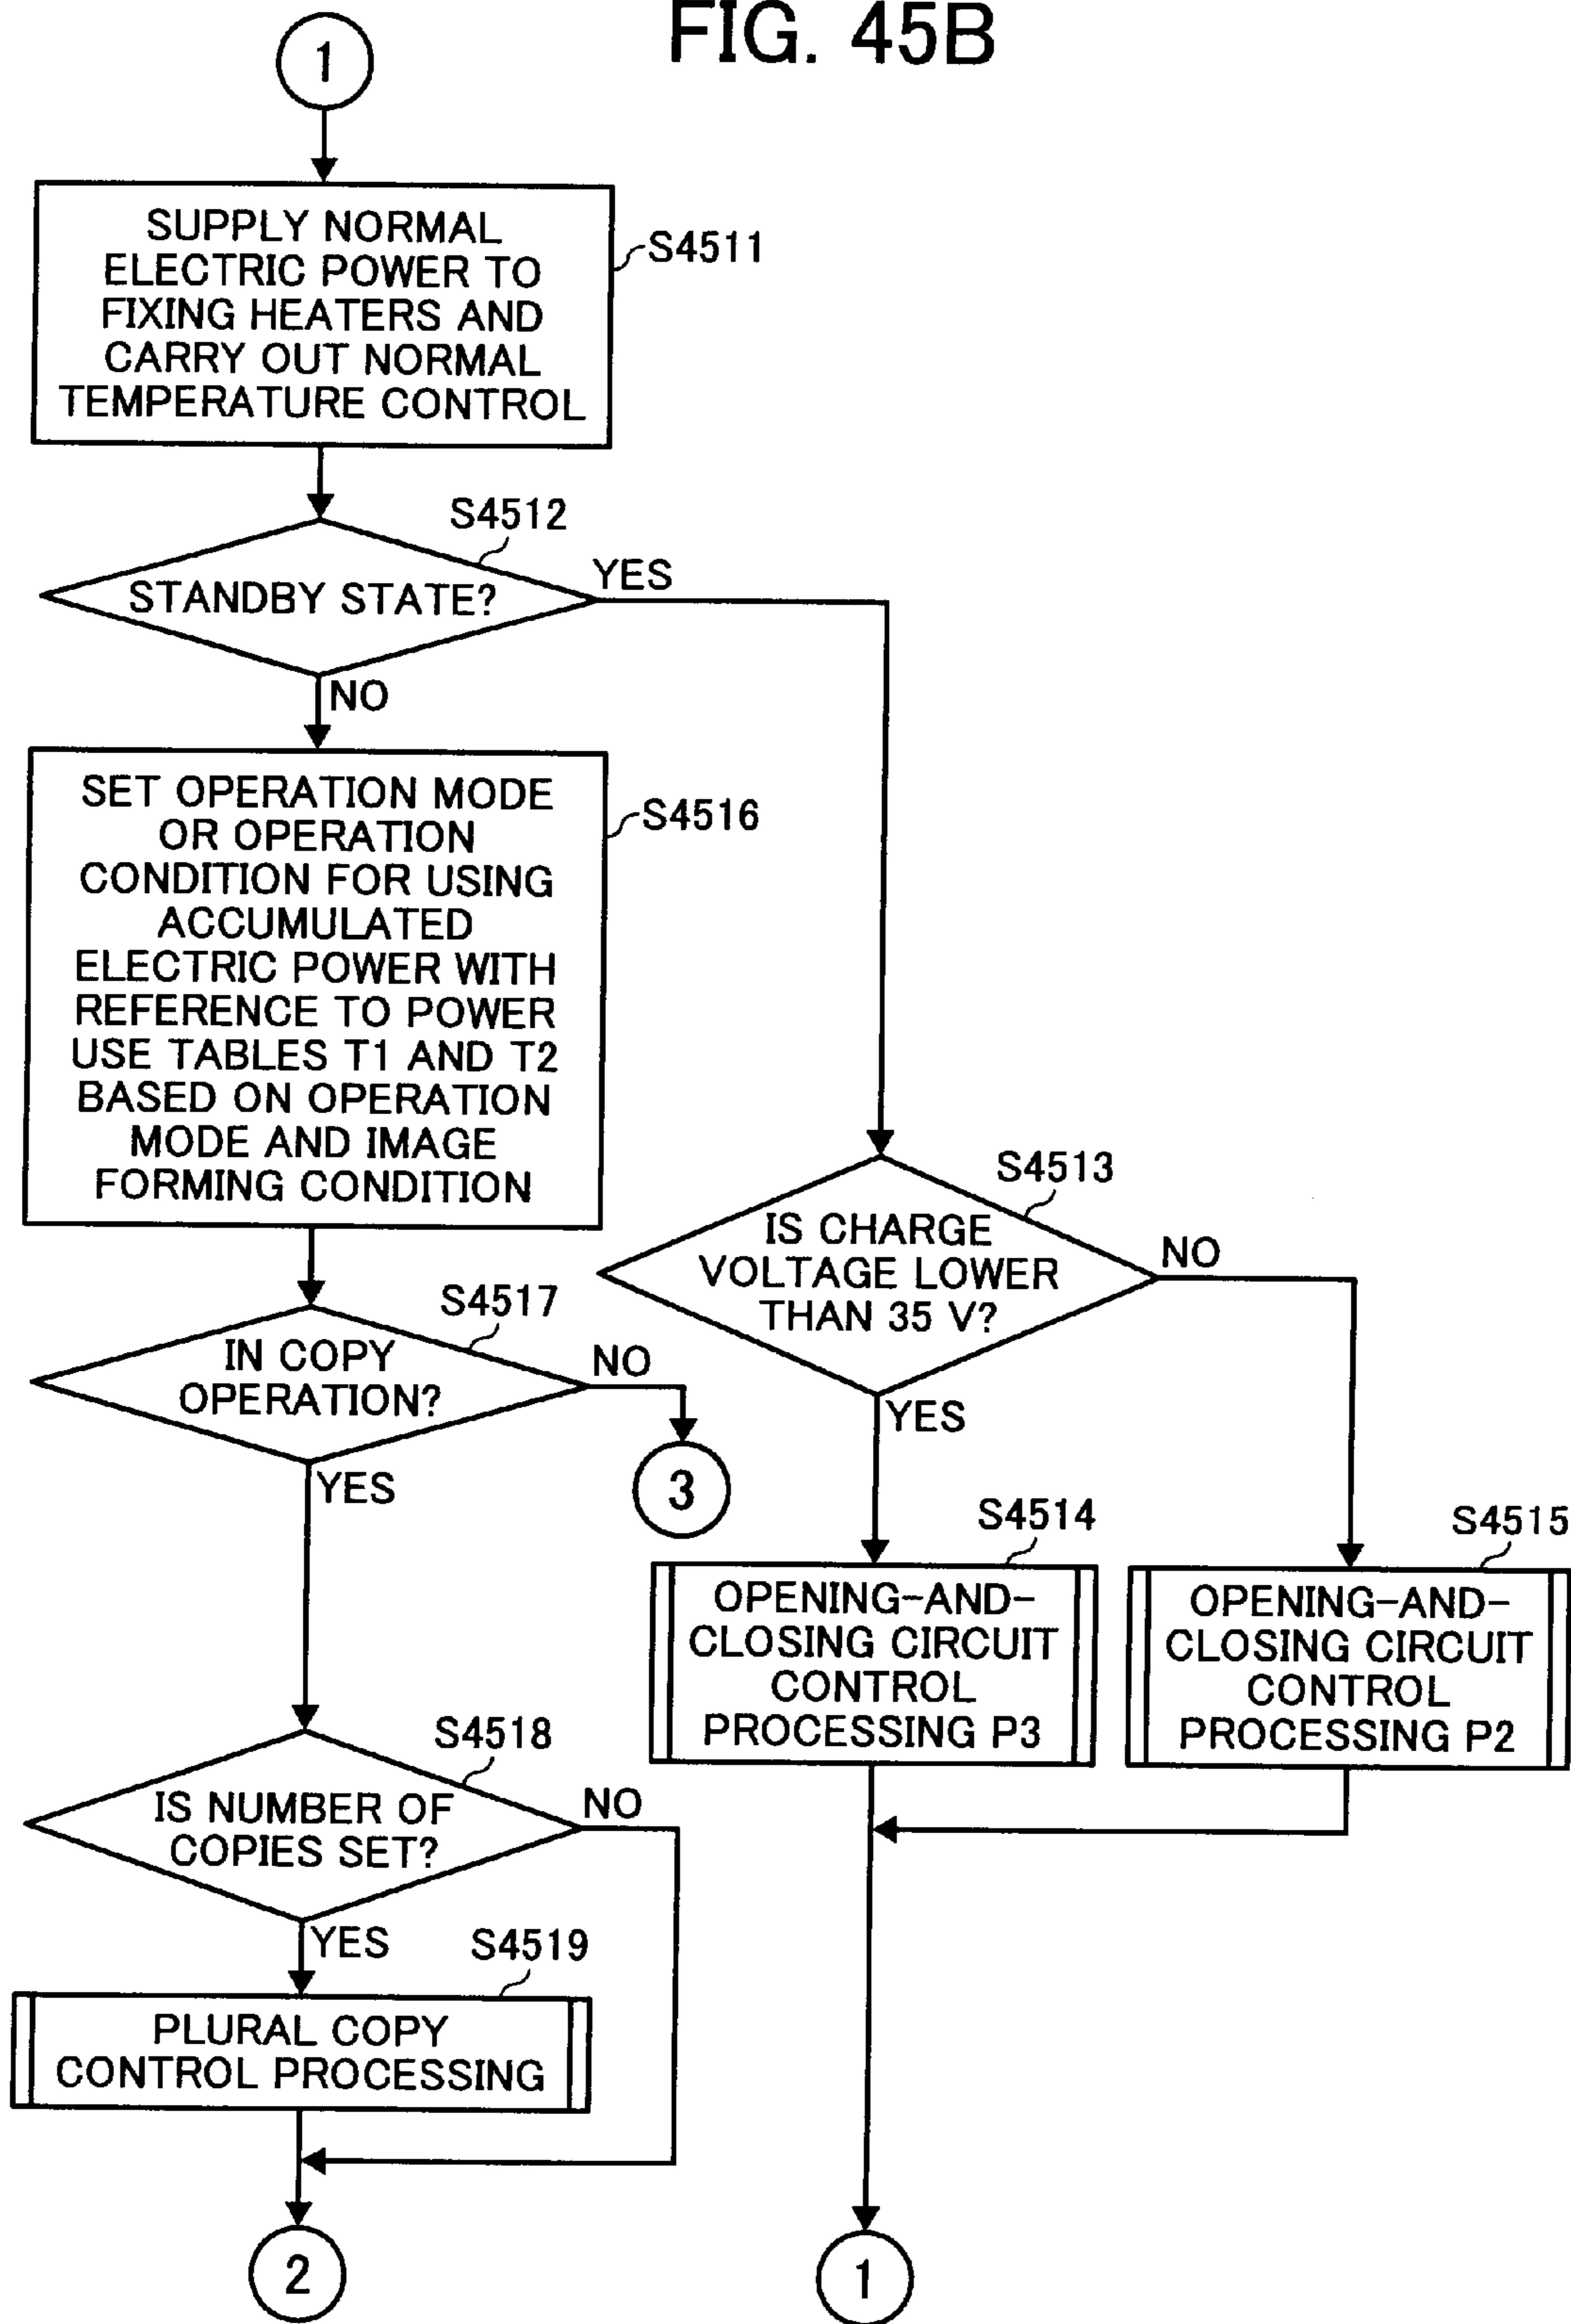 FIG. 45B
1
SUPPLY NORMAL
ELECTRIC POWER TO
FIXING HEATERS AND
CARRY OUT NORMAL
TEMPERATURE CONTROL
S4511
S4512
STANDBY STATE?
YES
NO
SET OPERATION MODE
OR OPERATION
CONDITION FOR USING
ACCUMULATED
ELECTRIC POWER WITH
REFERENCE TO POWER
USE TABLES T1 AND T2
BASED ON OPERATION
MODE AND IMAGE
FORMING CONDITION
S4516
S4513
IS CHARGE
VOLTAGE LOWER
THAN 35 V?
NO
YES
S4517
IN COPY
OPERATION?
NO
3
YES
S4514
OPENING-AND-
CLOSING CIRCUIT
CONTROL
PROCESSING P3
S4515
OPENING-AND-
CLOSING CIRCUIT
CONTROL
PROCESSING P2
S4518
IS NUMBER OF
COPIES SET?
NO
YES
S4519
PLURAL COPY
CONTROL PROCESSING
2
1